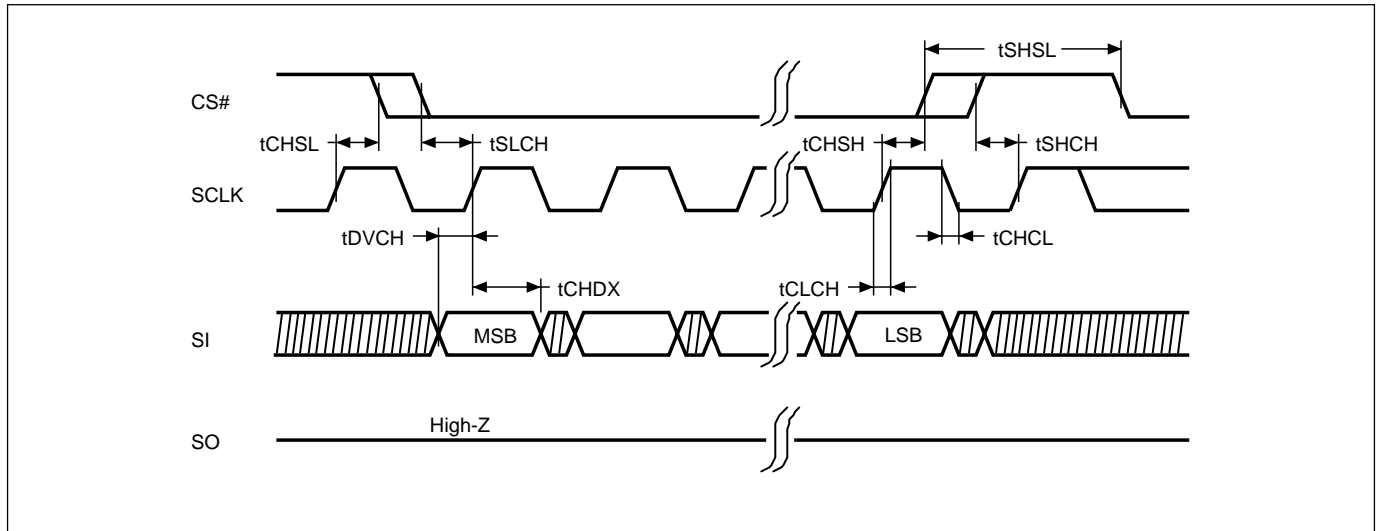 tSHSL
CS#
tCHSL
tSLCH
tCHSH
tSHCH
SCLK
tDVCH
tCHCL
tCHDX
tCLCH
SI
MSB
LSB
High-Z
SO